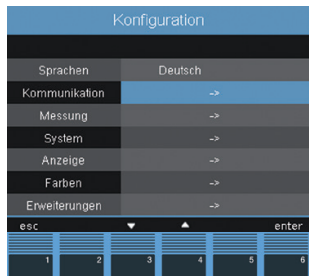 Konfiguration
Sprachen Deutsch
Kommunikation ->
Messung ->
System ->
Anzeige ->
Farben ->
Erweiterungen ->
esc ▼ ▲ enter
1 2 3 4 5 6